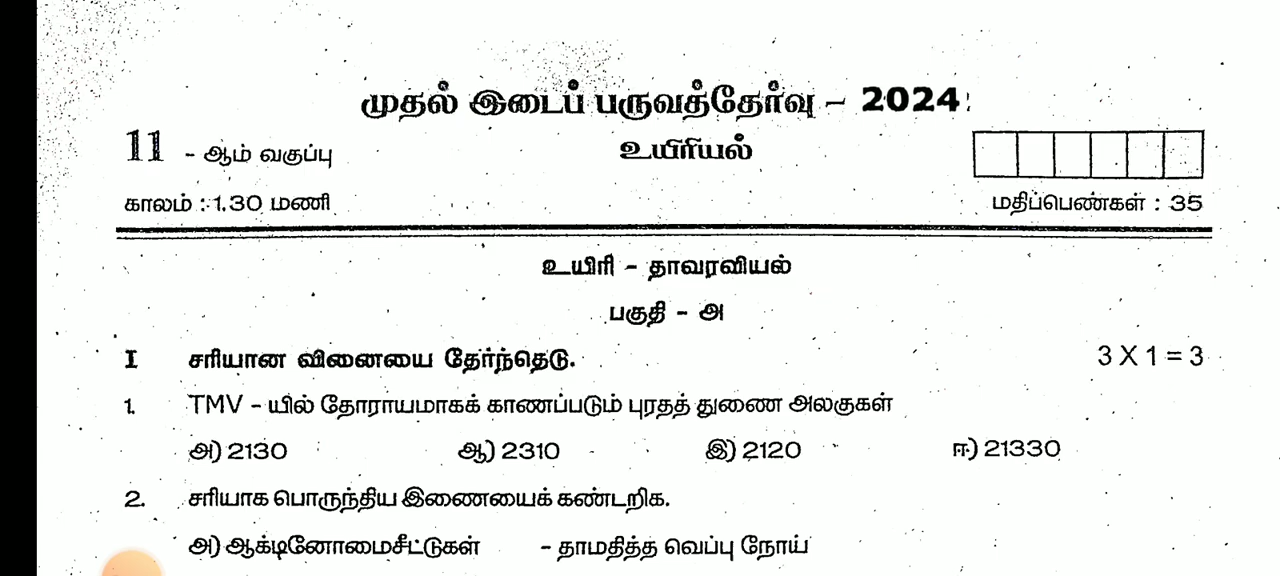 முதல் இடைப் பருவத்தேர்வு – 2024
11 - ஆம் வகுப்பு உயிரியல்
காலம் : 1.30 மணி மதிப்பெண்கள் : 35
உயிரி – தாவரவியல்
பகுதி – அ
I சரியான வினையை தேர்ந்தெடு. 3 X 1 = 3
1. TMV – யில் தோராயமாகக் காணப்படும் புரதத் துணை அலகுகள்
அ) 2130 ஆ) 2310 இ) 2120 ஈ) 21330
2. சரியாக பொருந்திய இணையைக் கண்டறிக.
அ) ஆக்டினோமைசீட்டுகள் – தாமதித்த வெப்பு நோய்